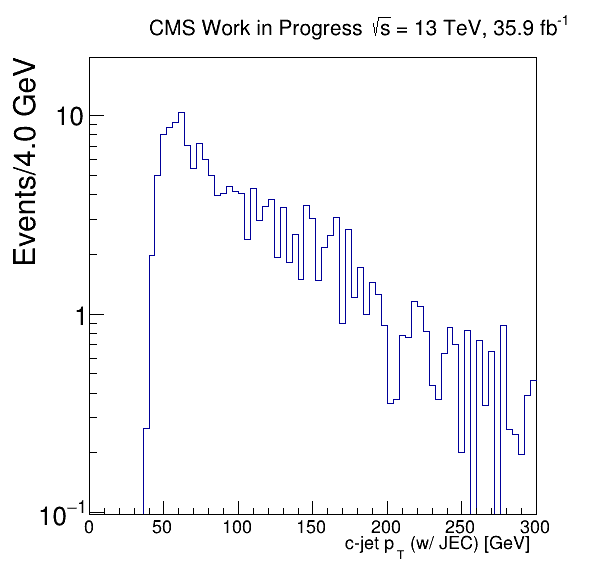 CMS Work in Progress √s = 13 TeV, 35.9 fb⁻¹
Events/4.0 GeV
10
1
10⁻¹
0 50 100 150 200 250 300
c-jet p_T (w/ JEC) [GeV]